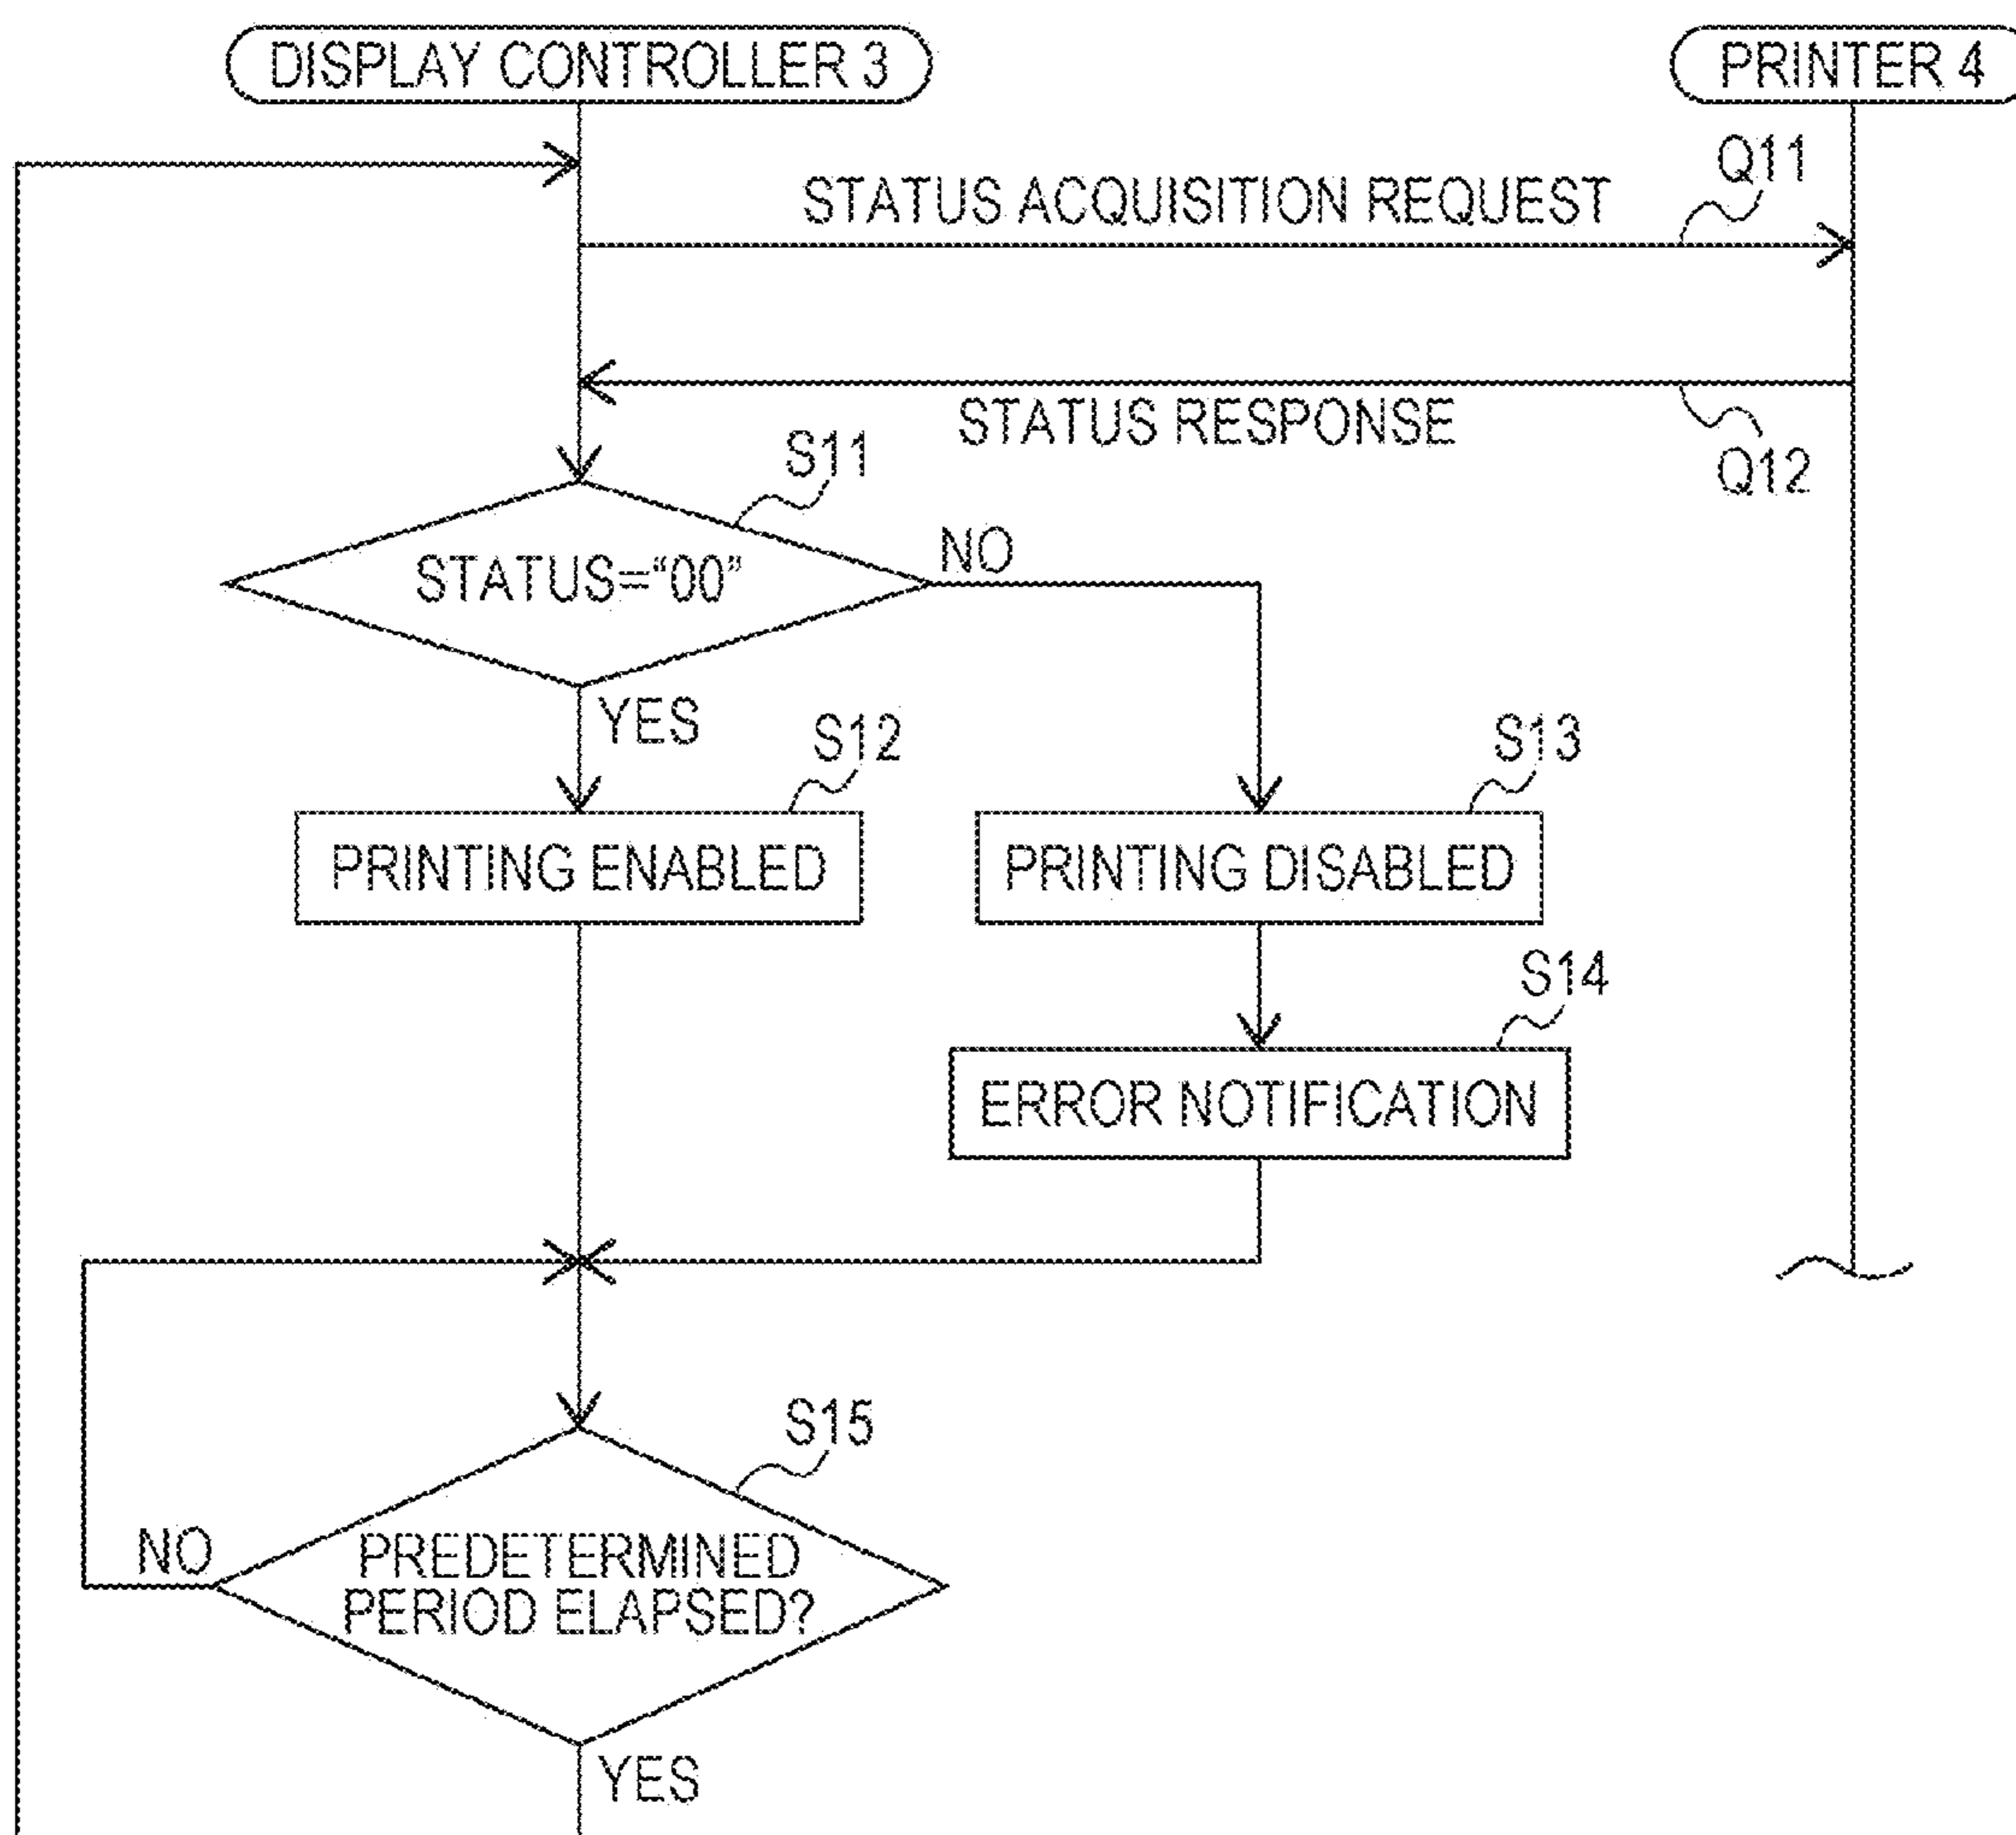 DISPLAY CONTROLLER 3
PRINTER 4
Q11
STATUS ACQUISITION REQUEST
STATUS RESPONSE
Q12
S11
STATUS="00"
NO
YES
S12
S13
PRINTING ENABLED
PRINTING DISABLED
S14
ERROR NOTIFICATION
S15
NO
PREDETERMINED
PERIOD ELAPSED?
YES